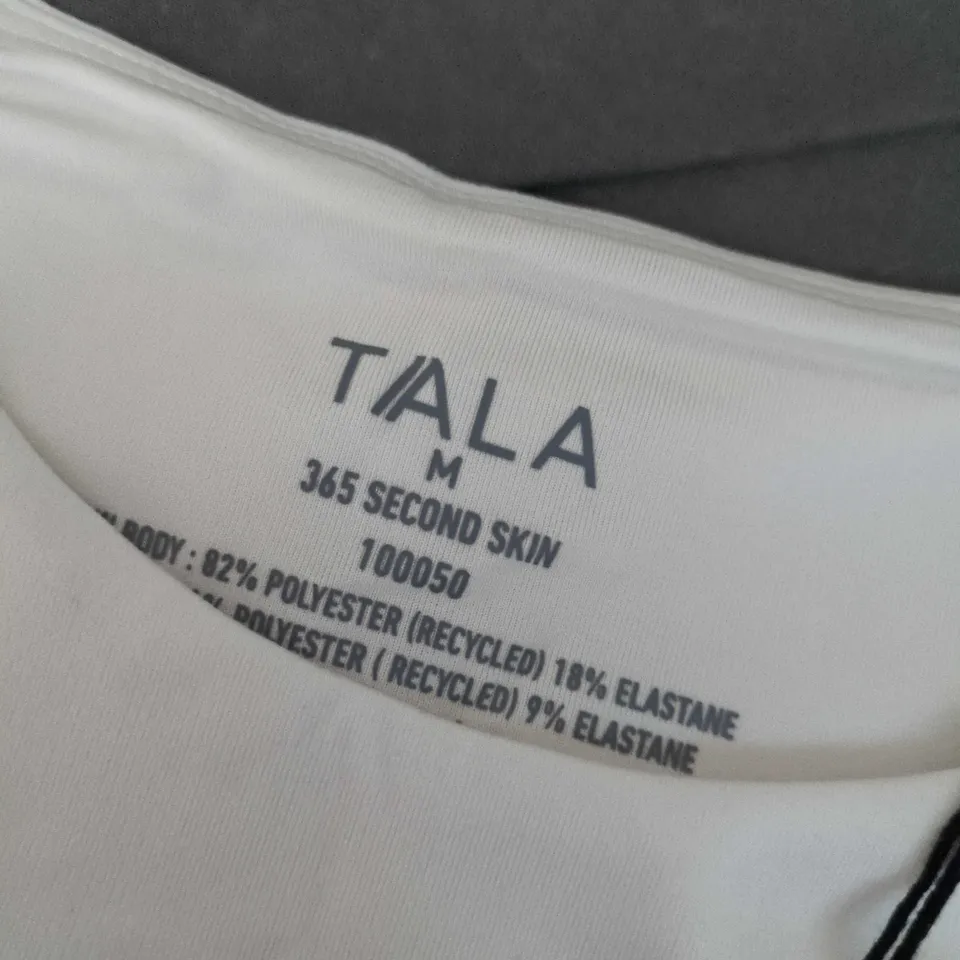 TALA
M
365 SECOND SKIN
100050
BODY : 82% POLYESTER (RECYCLED) 18% ELASTANE
POLYESTER ( RECYCLED) 9% ELASTANE